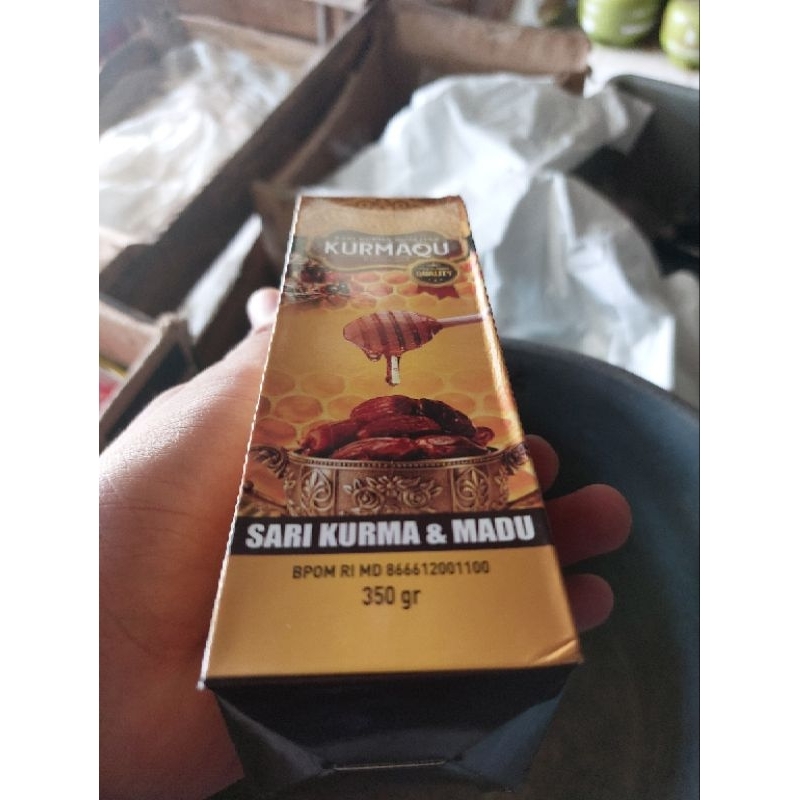 KURMAQU
QUALITY
SARI KURMA & MADU
BPOM RI MD 866612001100
350 gr